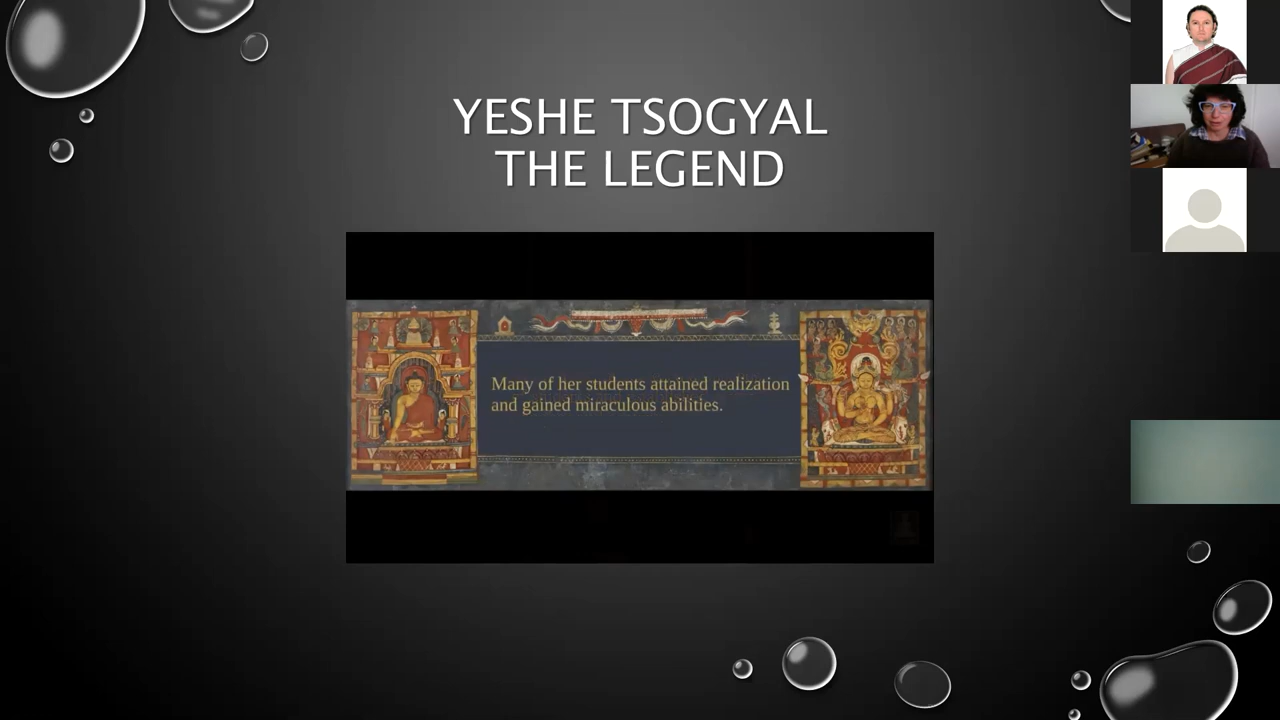 YESHE TSOGYAL
THE LEGEND
Many of her students attained realization
and gained miraculous abilities.